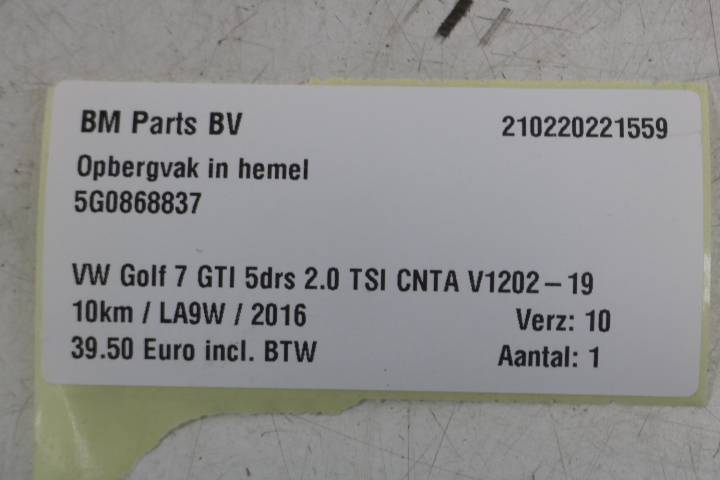 BM Parts BV 210220221559
Opbergvak in hemel
5G0868837
VW Golf 7 GTI 5drs 2.0 TSI CNTA V1202-19
10km / LA9W / 2016 Verz: 10
39.50 Euro incl. BTW Aantal: 1